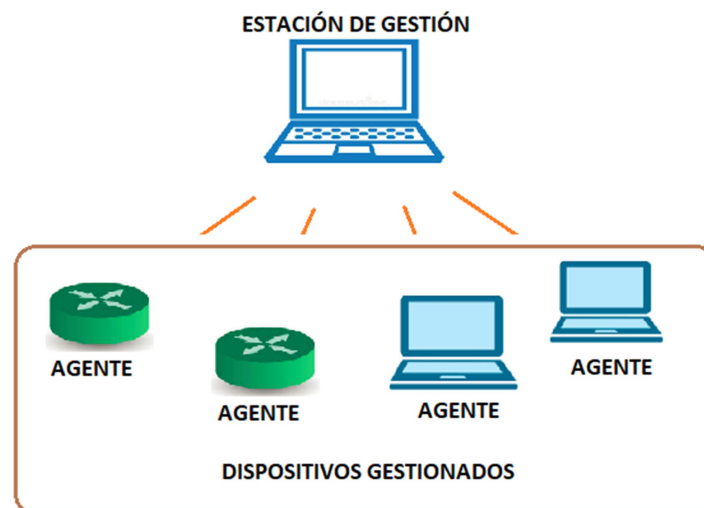 ESTACIÓN DE GESTIÓN
AGENTE
AGENTE
AGENTE
AGENTE
DISPOSITIVOS GESTIONADOS